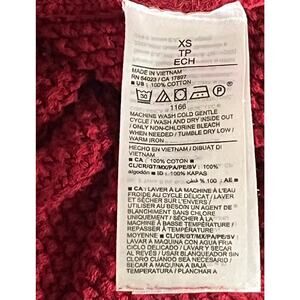 XS
TP
ECH
MADE IN VIETNAM
RN 54023 / CA 17897
■ US : 100% COTTON
30
1166
MACHINE WASH COLD GENTLE
CYCLE / WASH AND DRY INSIDE OUT
/ ONLY NON-CHLORINE BLEACH
WHEN NEEDED / TUMBLE DRY LOW /
WARM IRON
HECHO EN VIETNAM / DIBUAT DI
VIETNAM
■ CA : 100% COTON ■
CL/CR/GT/MX/PA/PE/SV : 100%
algodón ■ ID : 100% KAPAS
100% : AE ■
■ CA : LAVER À LA MACHINE À L'EAU
FROIDE AU CYCLE DÉLICAT / LAVER
ET SÉCHER SUR L'ENVERS /
UTILISER AU BESOIN UN AGENT DE
BLANCHIMENT SANS CHLORE
UNIQUEMENT / SÉCHER À LA
MACHINE À BASSE TEMPÉRATURE /
REPASSER À TEMPÉRATURE
MOYENNE ■ CL/CR/GT/MX/PA/PE/SV :
LAVAR A MÁQUINA CON AGUA FRÍA
CICLO DELICADO / LAVAR Y SECAR
AL REVÉS / USAR BLANQUEADOR SIN
CLORO CUANDO SEA NECESARIO /
SECAR A MÁQUINA A BAJA
TEMPERATURA / PLANCHAR A